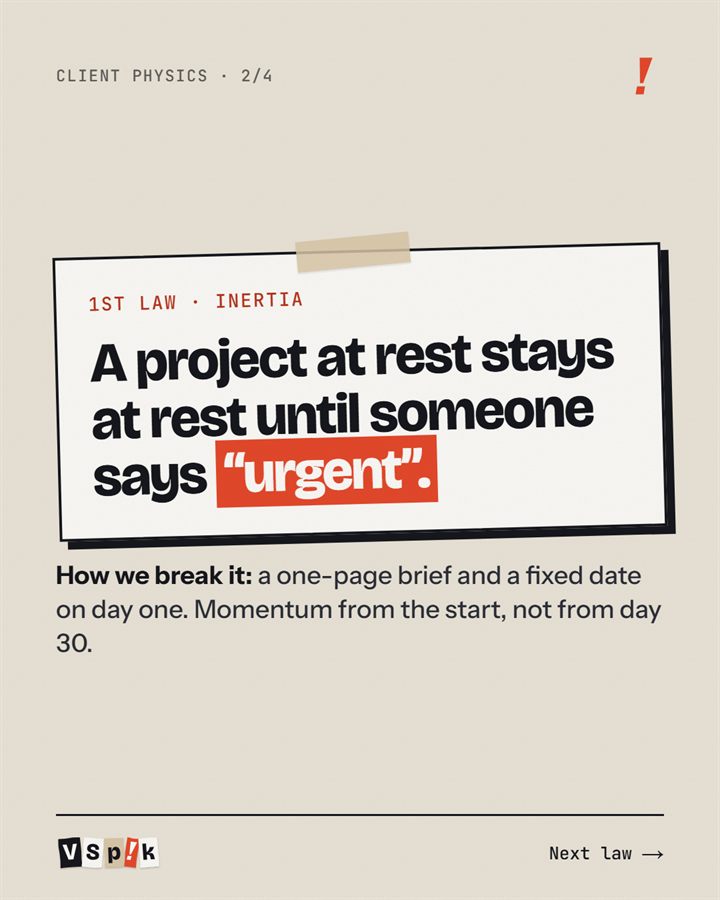 CLIENT PHYSICS · 2/4
!
1ST LAW · INERTIA
A project at rest stays
at rest until someone
says “urgent”.
How we break it: a one-page brief and a fixed date
on day one. Momentum from the start, not from day
30.
VSp!k
Next law →